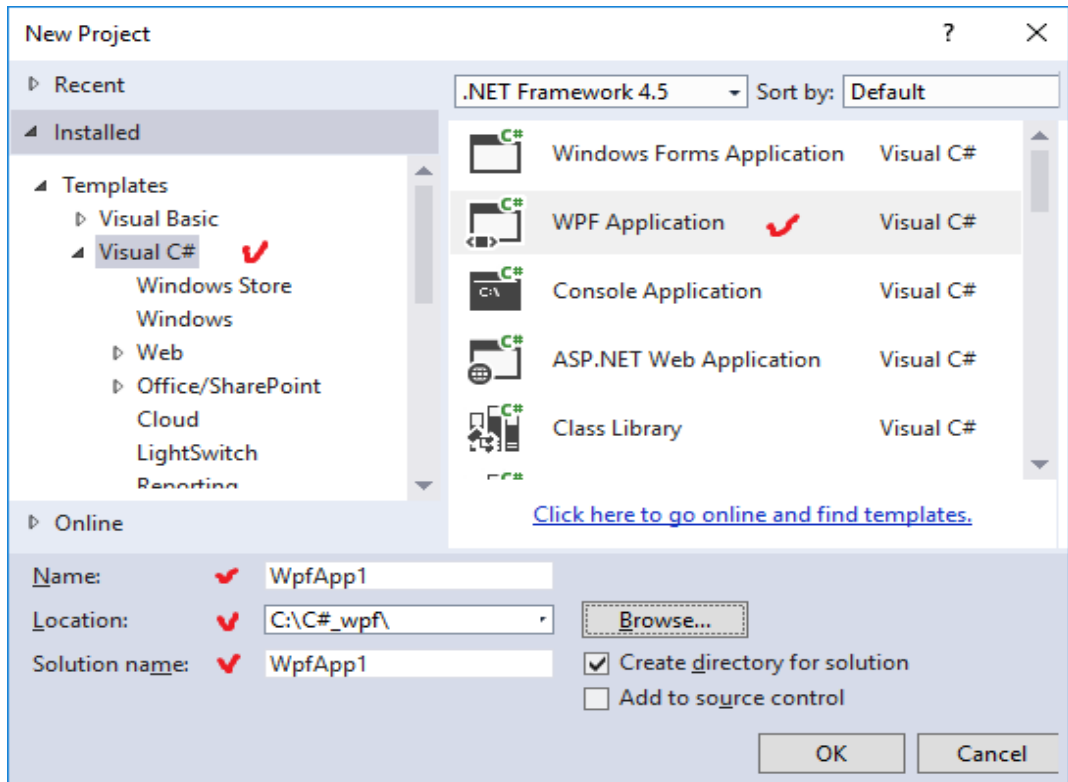 New Project ?
Recent
Installed
Templates
Visual Basic
Visual C#
Windows Store
Windows
Web
Office/SharePoint
Cloud
LightSwitch
Reporting
Online
.NET Framework 4.5 Sort by: Default
C# Windows Forms Application Visual C#
C# WPF Application Visual C#
C# C:\ Console Application Visual C#
C# ASP.NET Web Application Visual C#
C# Class Library Visual C#
C#
Click here to go online and find templates.
Name: WpfApp1
Location: C:\C#_wpf\ Browse...
Solution name: WpfApp1 Create directory for solution
Add to source control
OK Cancel